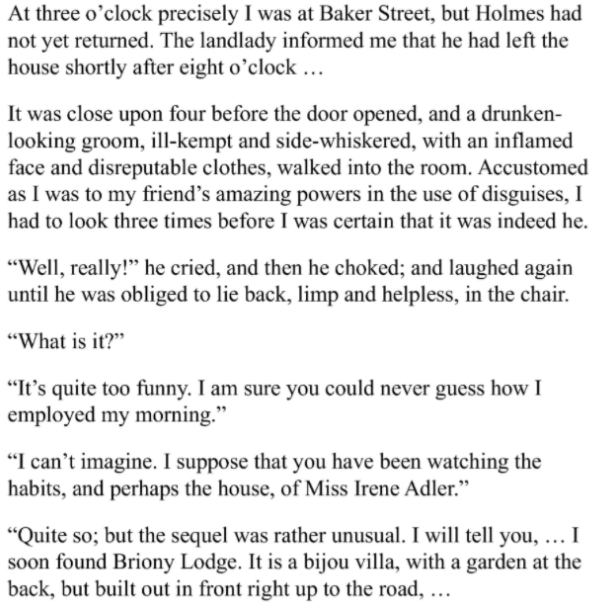 At three o’clock precisely I was at Baker Street, but Holmes had
not yet returned. The landlady informed me that he had left the
house shortly after eight o’clock …
It was close upon four before the door opened, and a drunken-
looking groom, ill-kempt and side-whiskered, with an inflamed
face and disreputable clothes, walked into the room. Accustomed
as I was to my friend’s amazing powers in the use of disguises, I
had to look three times before I was certain that it was indeed he.
“Well, really!” he cried, and then he choked; and laughed again
until he was obliged to lie back, limp and helpless, in the chair.
“What is it?”
“It’s quite too funny. I am sure you could never guess how I
employed my morning.”
“I can’t imagine. I suppose that you have been watching the
habits, and perhaps the house, of Miss Irene Adler.”
“Quite so; but the sequel was rather unusual. I will tell you, … I
soon found Briony Lodge. It is a bijou villa, with a garden at the
back, but built out in front right up to the road, …